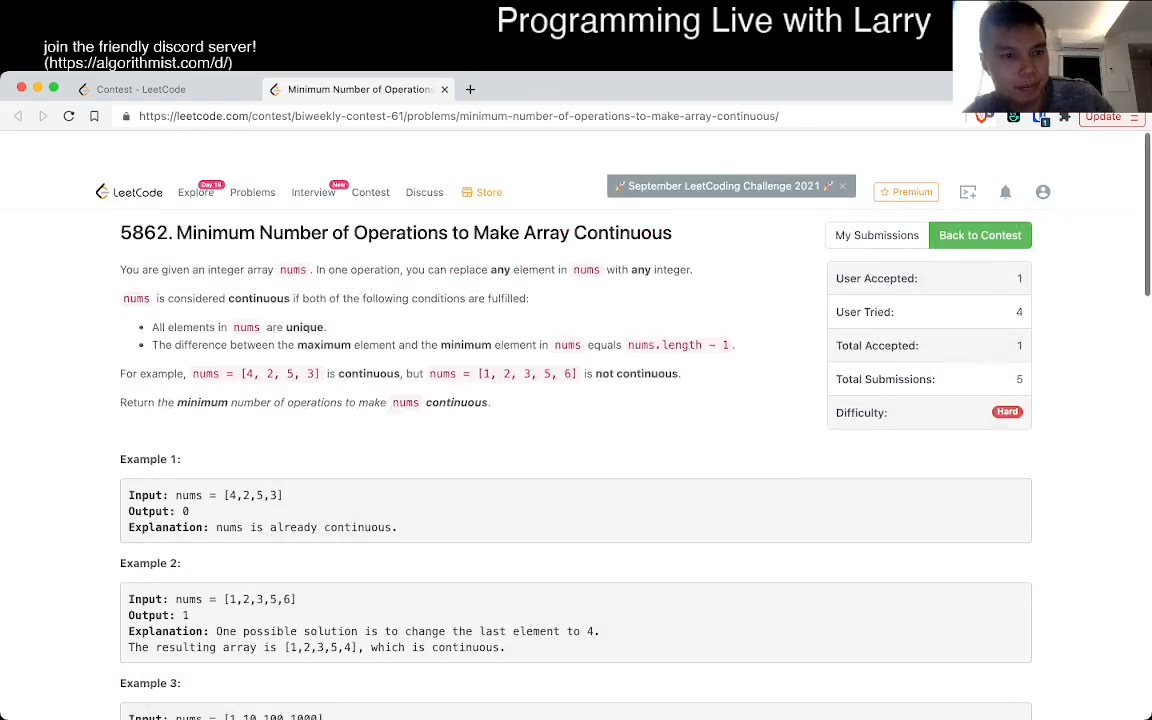 Programming Live with Larry
join the friendly discord server!
(https://algorithmist.com/d/)
Contest - LeetCode
Minimum Number of Operations
https://leetcode.com/contest/biweekly-contest-61/problems/minimum-number-of-operations-to-make-array-continuous/
1
Update
LeetCode
Explore
Day 18
Problems
Interview
New
Contest
Discuss
Store
September LeetCoding Challenge 2021
Premium
5862. Minimum Number of Operations to Make Array Continuous
My Submissions
Back to Contest
You are given an integer array nums . In one operation, you can replace any element in nums with any integer.
nums is considered continuous if both of the following conditions are fulfilled:
• All elements in nums are unique.
• The difference between the maximum element and the minimum element in nums equals nums.length - 1 .
For example, nums = [4, 2, 5, 3] is continuous, but nums = [1, 2, 3, 5, 6] is not continuous.
Return the minimum number of operations to make nums continuous.
User Accepted: 1
User Tried: 4
Total Accepted: 1
Total Submissions: 5
Difficulty: Hard
Example 1:
Input: nums = [4,2,5,3]
Output: 0
Explanation: nums is already continuous.
Example 2:
Input: nums = [1,2,3,5,6]
Output: 1
Explanation: One possible solution is to change the last element to 4.
The resulting array is [1,2,3,5,4], which is continuous.
Example 3:
Input: nums = [1,10,100,1000]